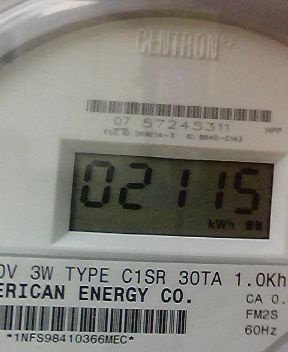 CENTRON®
07 57245311 HPP
02115
kWh
0V 3W TYPE C1SR 30TA 1.0Kh
ERICAN ENERGY CO. CA 0.
FM2S
*1NFS98410366MEC* 60Hz